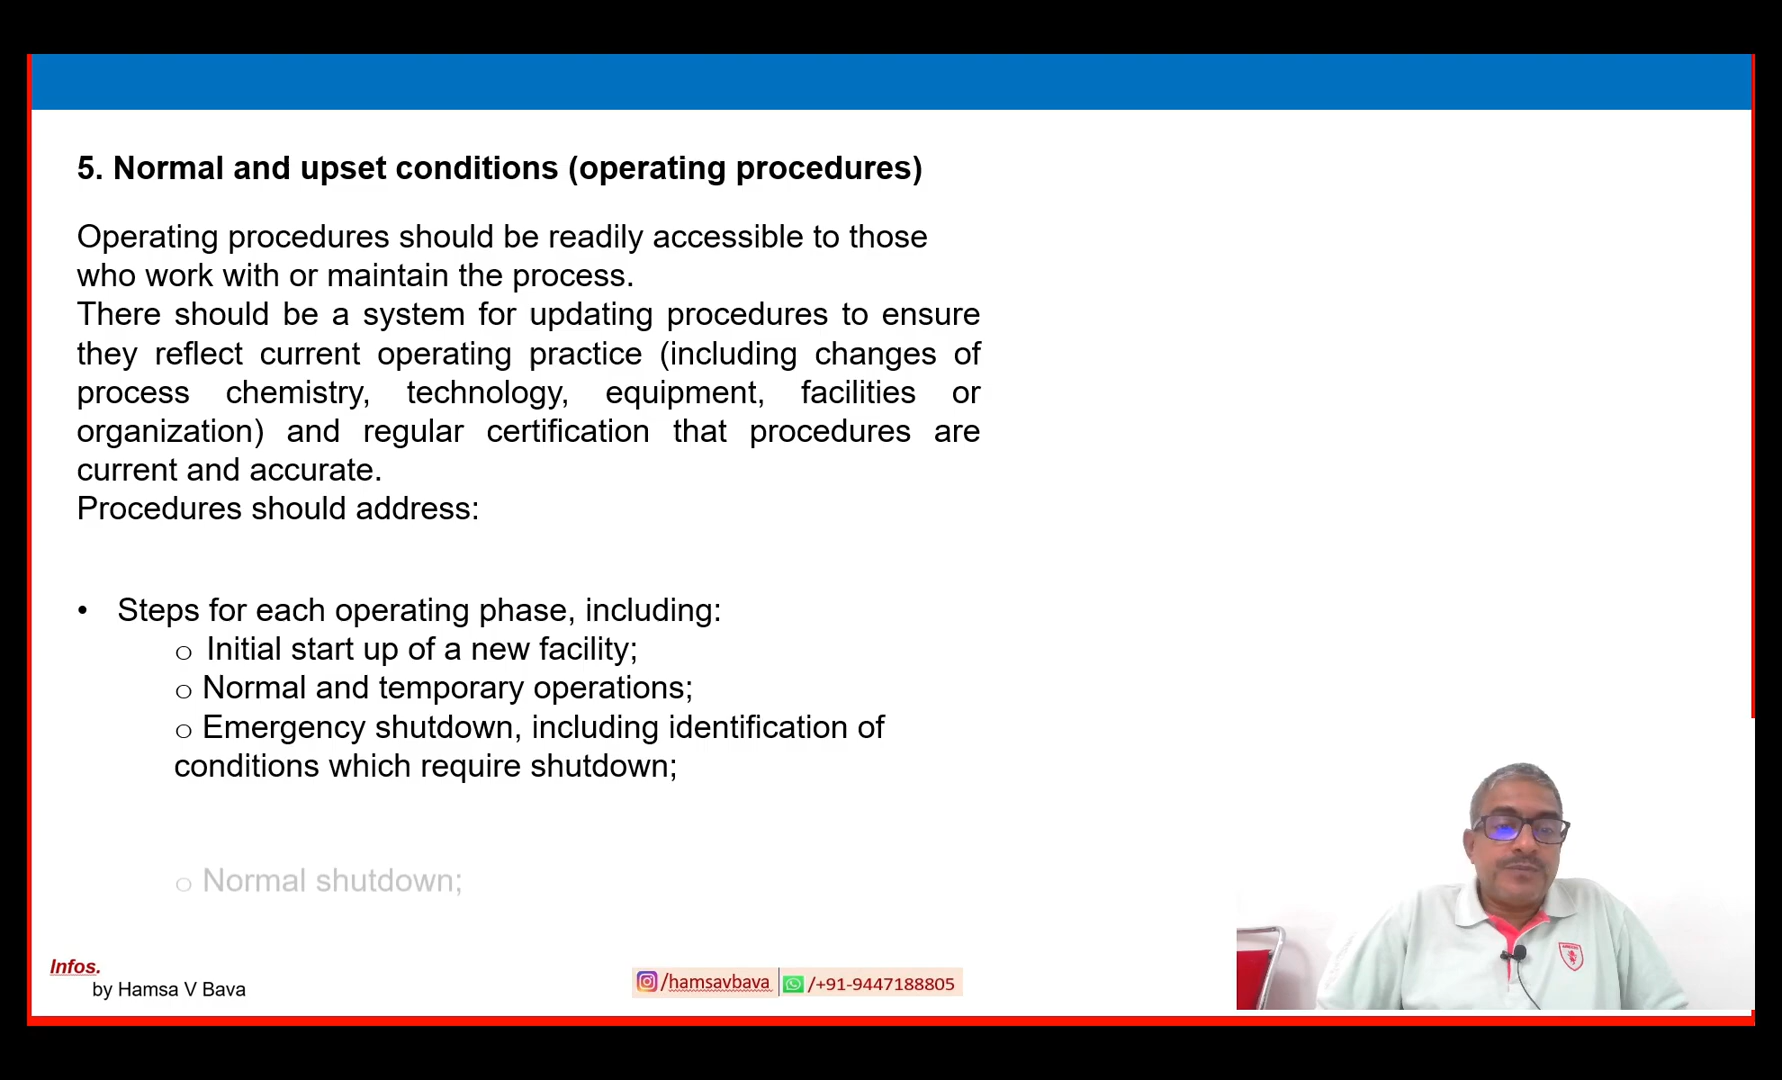 5. Normal and upset conditions (operating procedures)
Operating procedures should be readily accessible to those
who work with or maintain the process.
There should be a system for updating procedures to ensure
they reflect current operating practice (including changes of
process chemistry, technology, equipment, facilities or
organization) and regular certification that procedures are
current and accurate.
Procedures should address:
• Steps for each operating phase, including:
o Initial start up of a new facility;
o Normal and temporary operations;
o Emergency shutdown, including identification of
conditions which require shutdown;
o Normal shutdown;
Infos.
by Hamsa V Bava
/hamsavbava /+91-9447188805